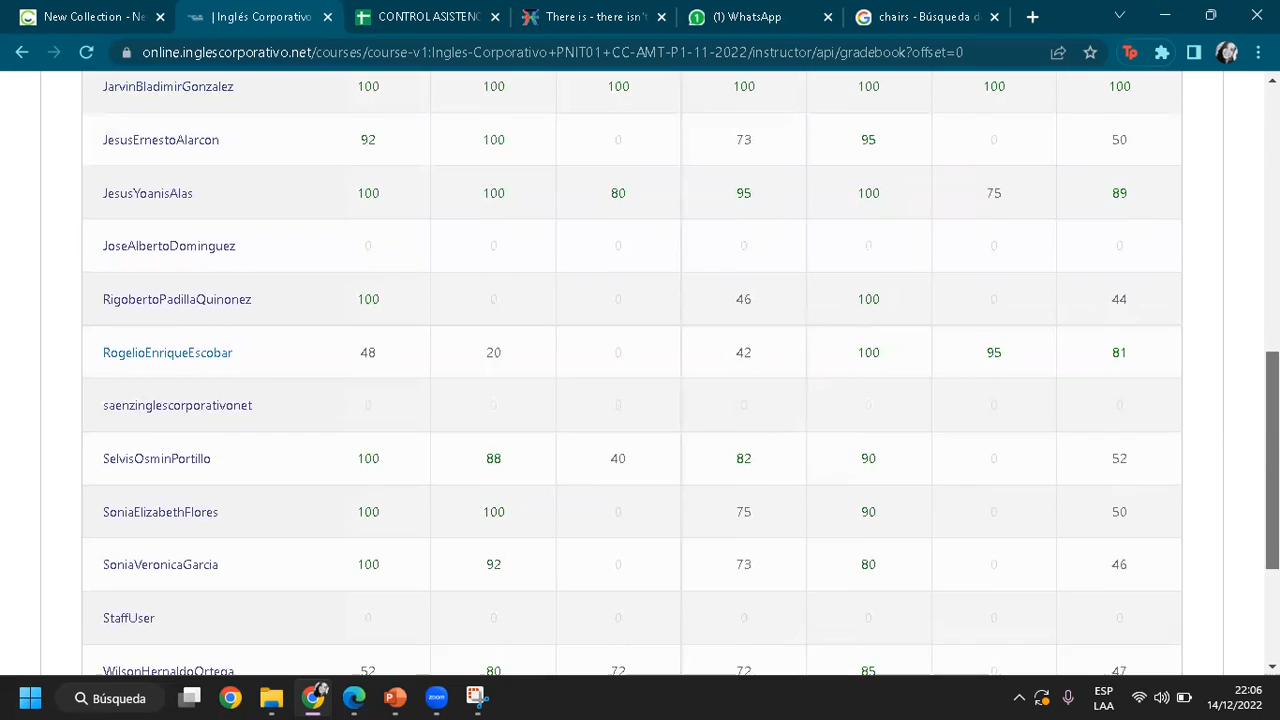 New Collection - Ne
| Inglés Corporativo
CONTROL ASISTENC
There is - there isn't
(1) WhatsApp
chairs - Búsqueda d
online.inglescorporativo.net/courses/course-v1:Ingles-Corporativo+PNIT01+CC-AMT-P1-11-2022/instructor/api/gradebook?offset=0
JarvinBladimirGonzalez 100 100 100 100 100 100 100
JesusErnestoAlarcon 92 100 0 73 95 0 50
JesusYoanisAlas 100 100 80 95 100 75 89
JoseAlbertoDominguez 0 0 0 0 0 0 0
RigobertoPadillaQuinonez 100 0 0 46 100 0 44
RogelioEnriqueEscobar 48 20 0 42 100 95 81
saenzinglescorporativonet 0 0 0 0 0 0 0
SelvisOsminPortillo 100 88 40 82 90 0 52
SoniaElizabethFlores 100 100 0 75 90 0 50
SoniaVeronicaGarcia 100 92 0 73 80 0 46
StaffUser 0 0 0 0 0 0 0
WilsonHernaldoOrtega 52 80 72 72 85 0 47
Búsqueda
zoom
ESP
LAA
22:06
14/12/2022